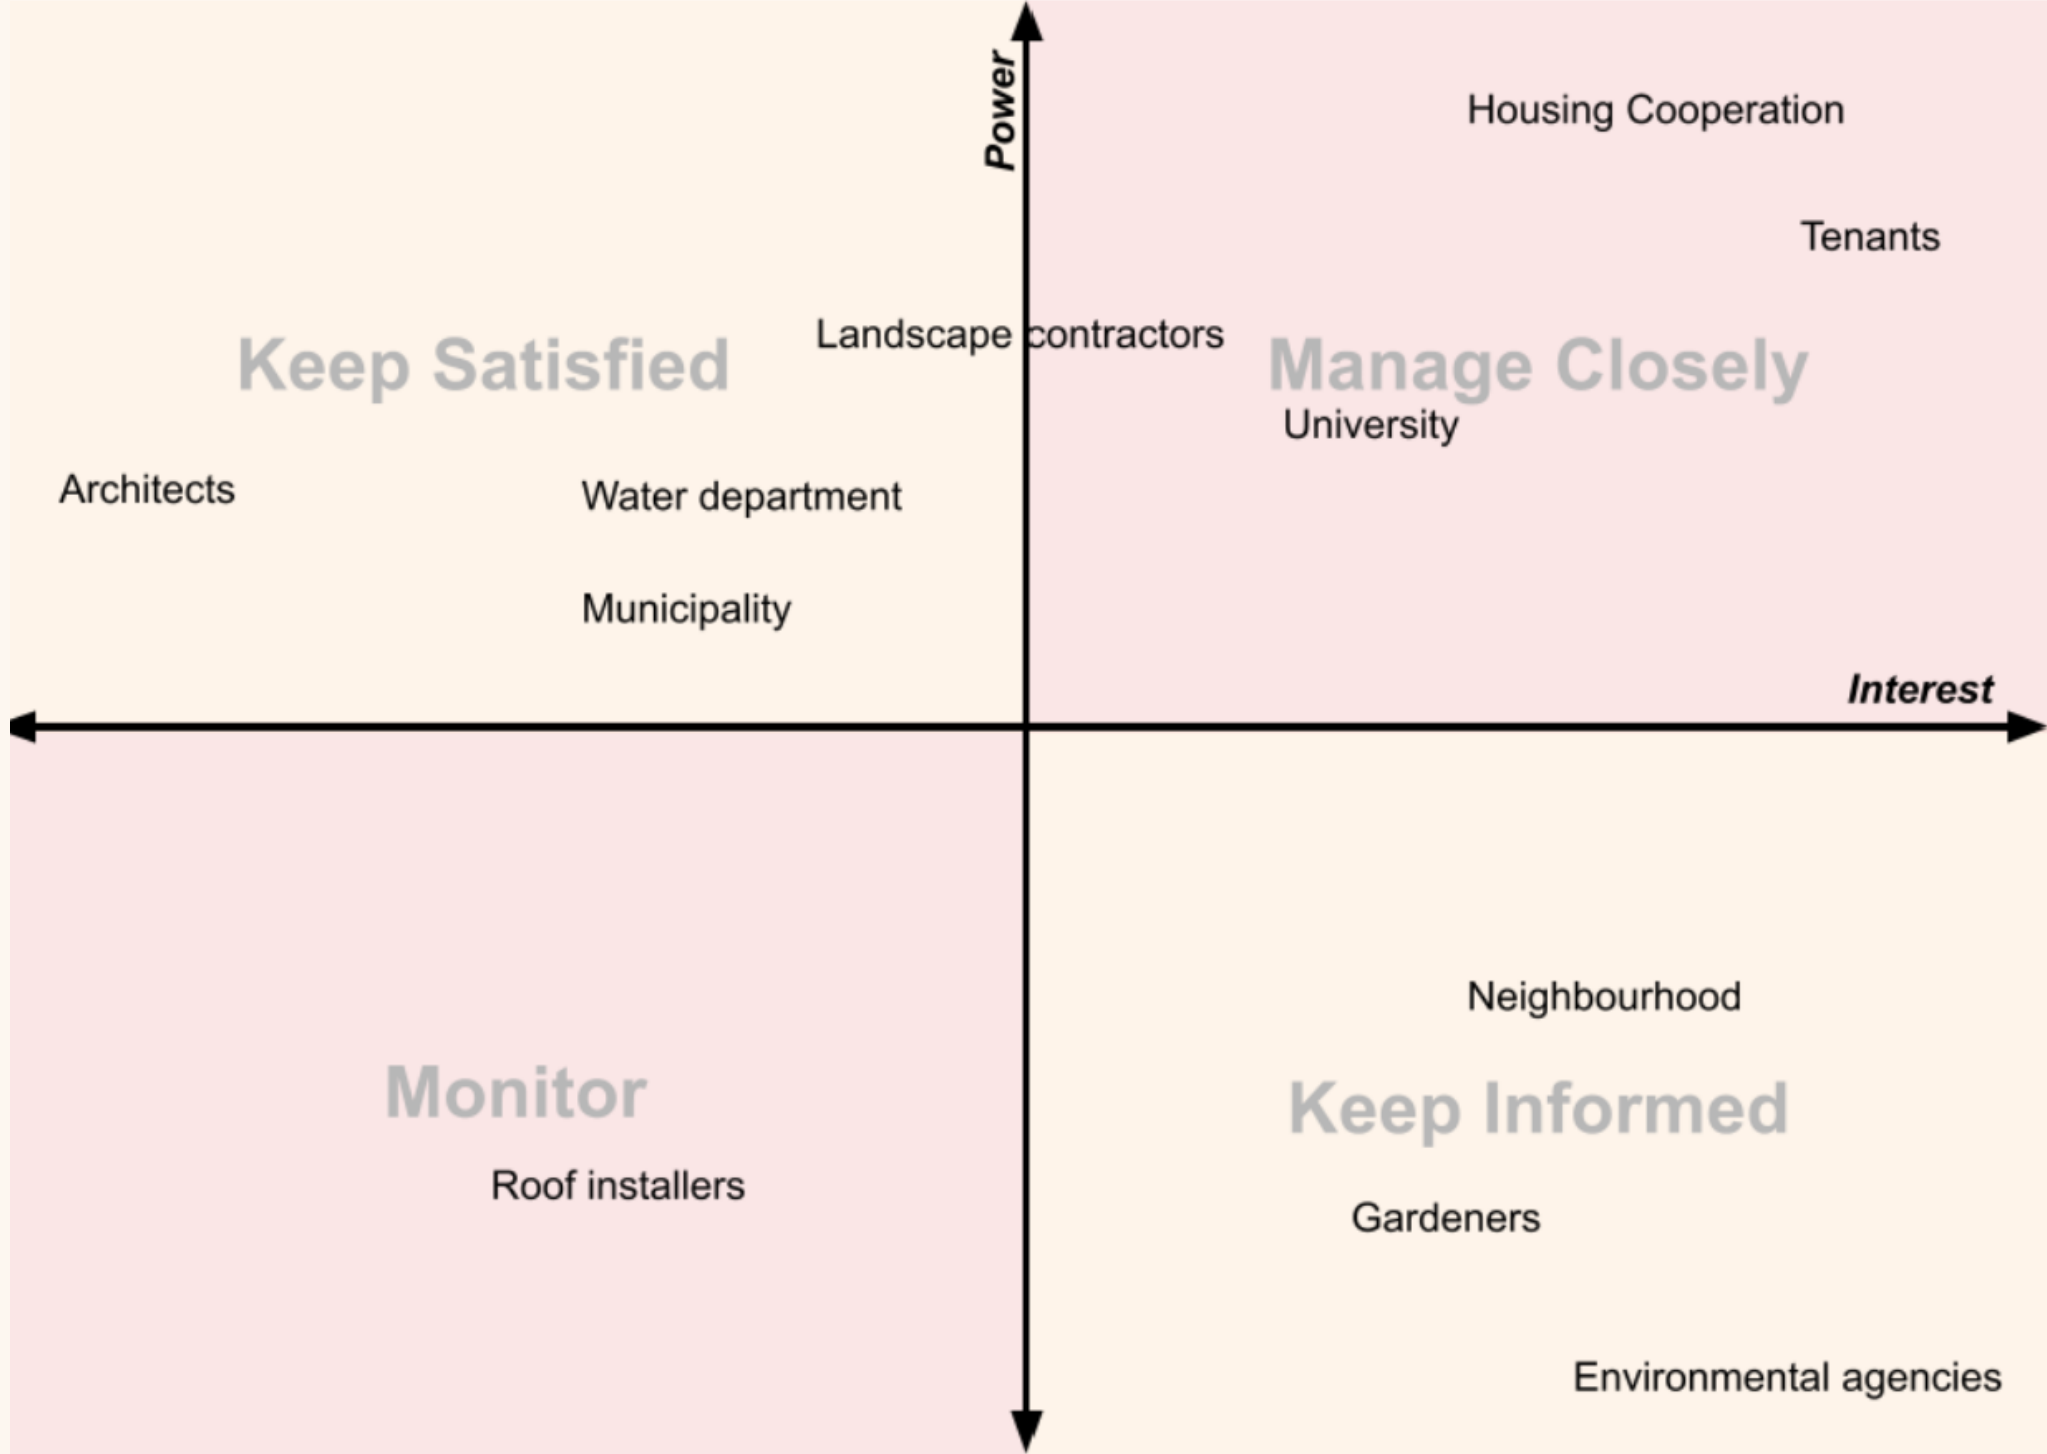 Power
Housing Cooperation
Tenants
Landscape contractors
Keep Satisfied
Manage Closely
University
Architects
Water department
Municipality
Interest
Neighbourhood
Monitor
Keep Informed
Roof installers
Gardeners
Environmental agencies